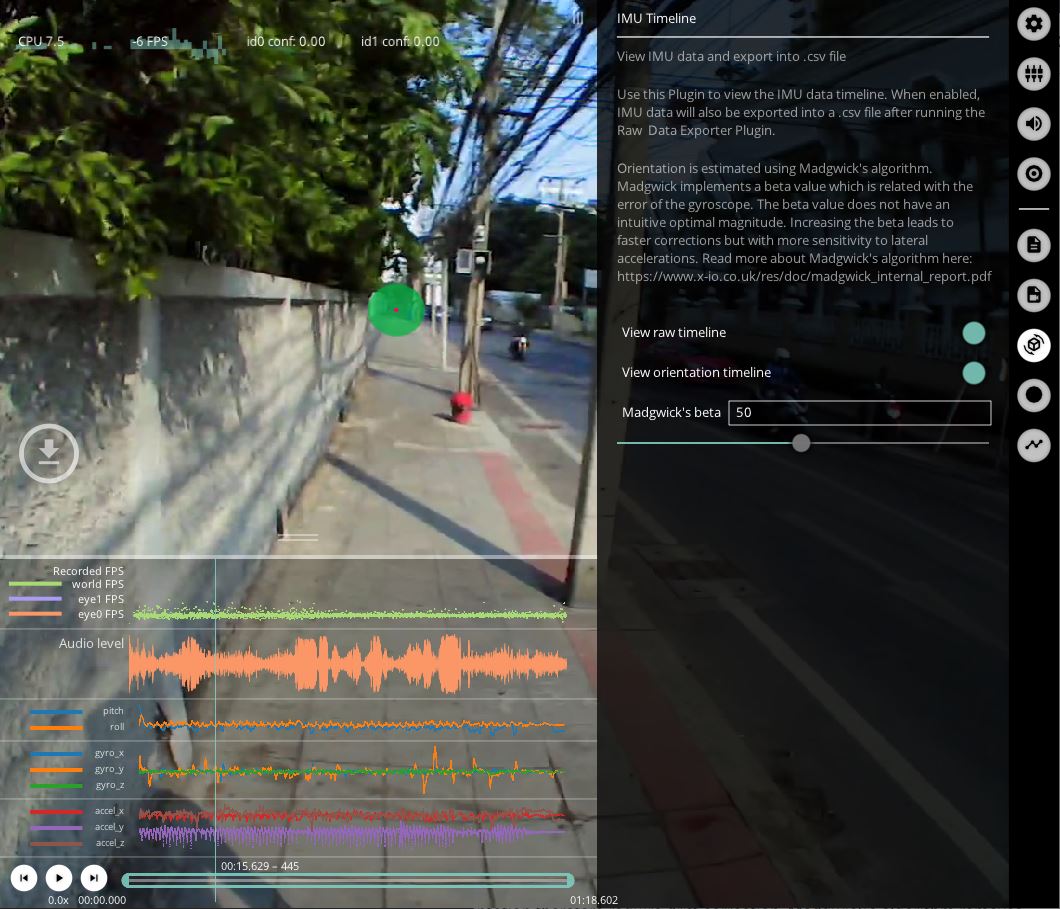 CPU 7.5 -6 FPS id0 conf: 0.00 id1 conf: 0.00
IMU Timeline
View IMU data and export into .csv file
Use this Plugin to view the IMU data timeline. When enabled,
IMU data will also be exported into a .csv file after running the
Raw Data Exporter Plugin.
Orientation is estimated using Madgwick's algorithm.
Madgwick implements a beta value which is related with the
error of the gyroscope. The beta value does not have an
intuitive optimal magnitude. Increasing the beta leads to
faster corrections but with more sensitivity to lateral
accelerations. Read more about Madgwick's algorithm here:
https://www.x-io.co.uk/res/doc/madgwick_internal_report.pdf
View raw timeline
View orientation timeline
Madgwick's beta 50
Recorded FPS
world FPS
eye1 FPS
eye0 FPS
Audio level
pitch
roll
gyro_x
gyro_y
gyro_z
accel_x
accel_y
accel_z
00:15.629 – 445
0.0x 00:00.000 01:18.602